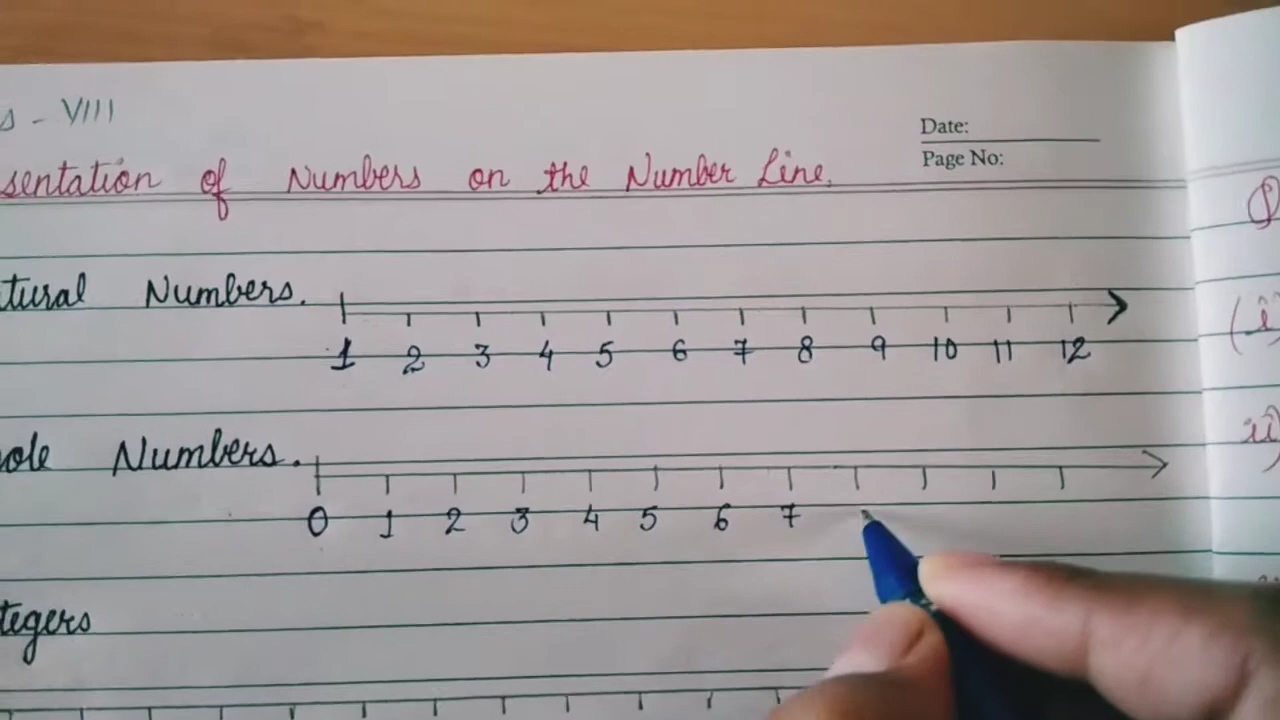 VIII
Date:
Page No:
sentation of Numbers on the Number Line.
tural Numbers.
1 2 3 4 5 6 7 8 9 10 11 12
(i)
ole Numbers.
ii)
0 1 2 3 4 5 6 7
tegers